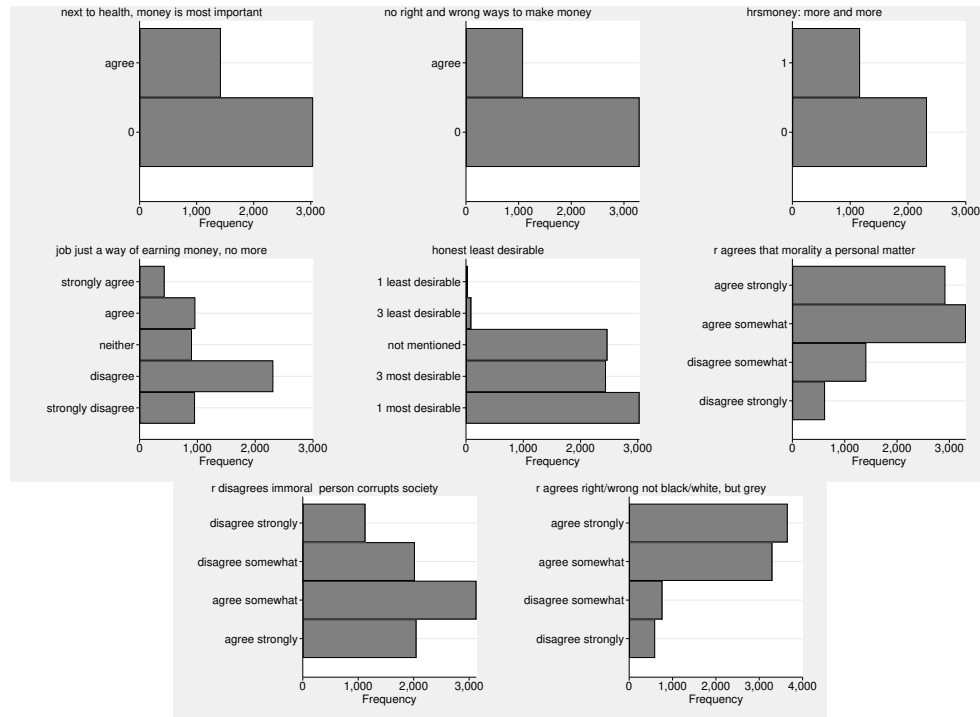 next to health, money is most important
agree
0
0 1,000 2,000 3,000
Frequency
no right and wrong ways to make money
agree
0
0 1,000 2,000 3,000
Frequency
hrsmoney: more and more
1
0
0 1,000 2,000 3,000
Frequency
job just a way of earning money, no more
strongly agree
agree
neither
disagree
strongly disagree
0 1,000 2,000 3,000
Frequency
honest least desirable
1 least desirable
3 least desirable
not mentioned
3 most desirable
1 most desirable
0 1,000 2,000 3,000
Frequency
r agrees that morality a personal matter
agree strongly
agree somewhat
disagree somewhat
disagree strongly
0 1,000 2,000 3,000
Frequency
r disagrees immoral person corrupts society
disagree strongly
disagree somewhat
agree somewhat
agree strongly
0 1,000 2,000 3,000
Frequency
r agrees right/wrong not black/white, but grey
agree strongly
agree somewhat
disagree somewhat
disagree strongly
0 1,000 2,000 3,000 4,000
Frequency